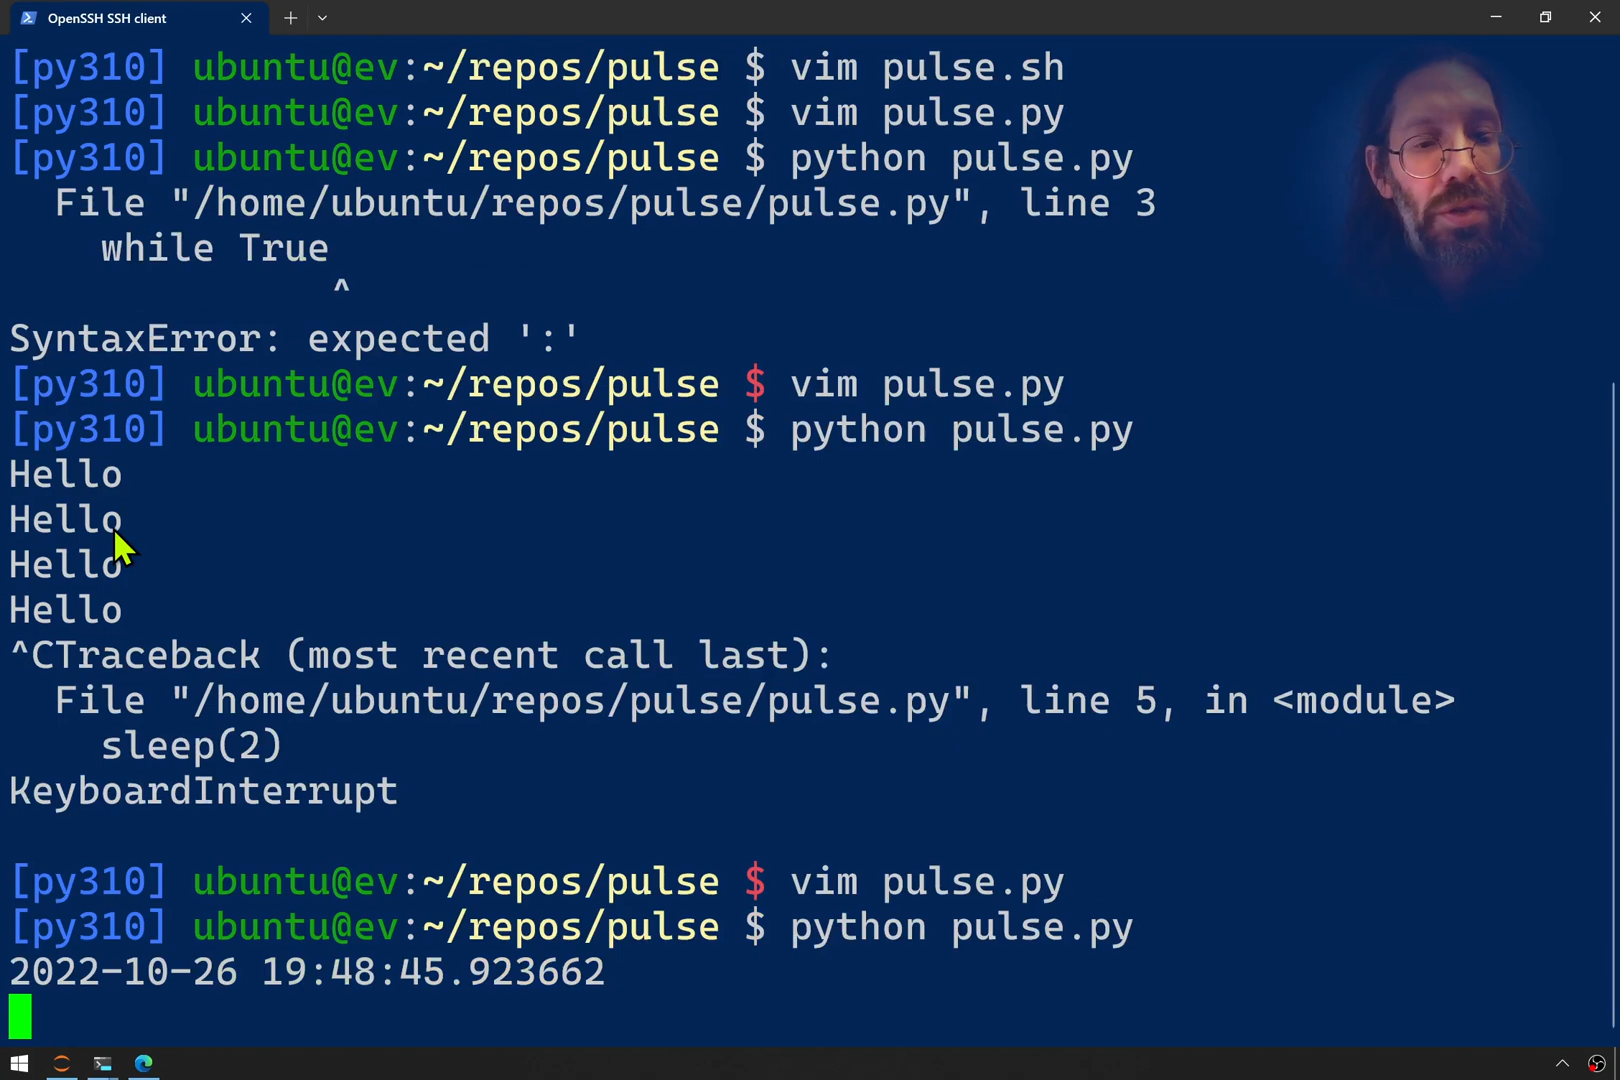 OpenSSH SSH client
[py310] ubuntu@ev:~/repos/pulse $ vim pulse.sh
[py310] ubuntu@ev:~/repos/pulse $ vim pulse.py
[py310] ubuntu@ev:~/repos/pulse $ python pulse.py
File "/home/ubuntu/repos/pulse/pulse.py", line 3
while True
^
SyntaxError: expected ':'
[py310] ubuntu@ev:~/repos/pulse $ vim pulse.py
[py310] ubuntu@ev:~/repos/pulse $ python pulse.py
Hello
Hello
Hello
Hello
^CTraceback (most recent call last):
File "/home/ubuntu/repos/pulse/pulse.py", line 5, in <module>
sleep(2)
KeyboardInterrupt
[py310] ubuntu@ev:~/repos/pulse $ vim pulse.py
[py310] ubuntu@ev:~/repos/pulse $ python pulse.py
2022-10-26 19:48:45.923662